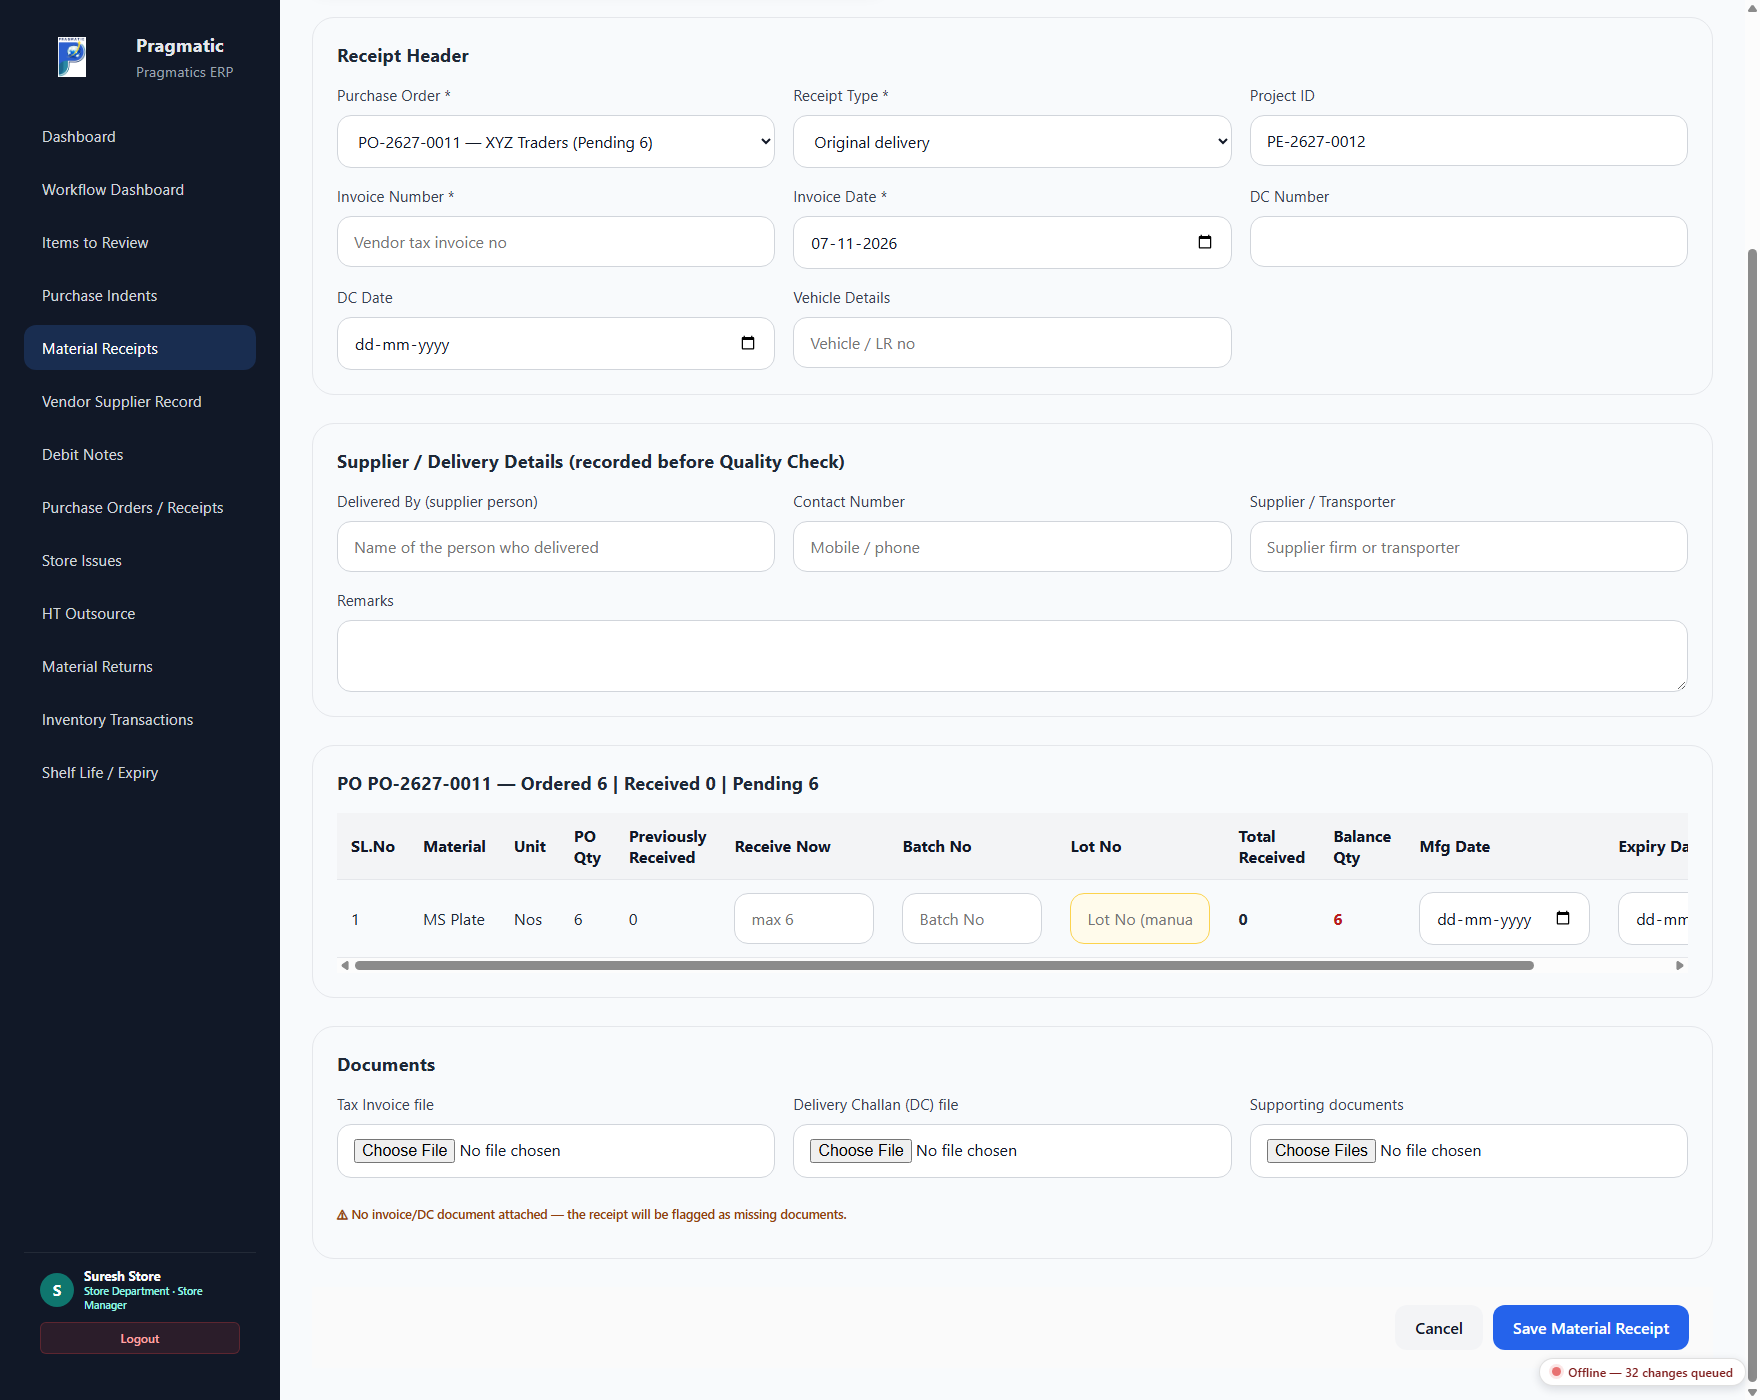 Pragmatic
Pragmatics ERP
Dashboard
Workflow Dashboard
Items to Review
Purchase Indents
Material Receipts
Vendor Supplier Record
Debit Notes
Purchase Orders / Receipts
Store Issues
HT Outsource
Material Returns
Inventory Transactions
Shelf Life / Expiry
S
Suresh Store
Store Department · Store
Manager
Logout
Receipt Header
Purchase Order * Receipt Type * Project ID
PO-2627-0011 — XYZ Traders (Pending 6) Original delivery PE-2627-0012
Invoice Number * Invoice Date * DC Number
Vendor tax invoice no 07-11-2026
DC Date Vehicle Details
dd-mm-yyyy Vehicle / LR no
Supplier / Delivery Details (recorded before Quality Check)
Delivered By (supplier person) Contact Number Supplier / Transporter
Name of the person who delivered Mobile / phone Supplier firm or transporter
Remarks
PO PO-2627-0011 — Ordered 6 | Received 0 | Pending 6
SL.No Material Unit PO Qty Previously Received Receive Now Batch No Lot No Total Received Balance Qty Mfg Date Expiry Da
1 MS Plate Nos 6 0 max 6 Batch No Lot No (manua 0 6 dd-mm-yyyy dd-mm
Documents
Tax Invoice file Delivery Challan (DC) file Supporting documents
Choose File No file chosen Choose File No file chosen Choose Files No file chosen
⚠ No invoice/DC document attached — the receipt will be flagged as missing documents.
Cancel Save Material Receipt
Offline — 32 changes queued